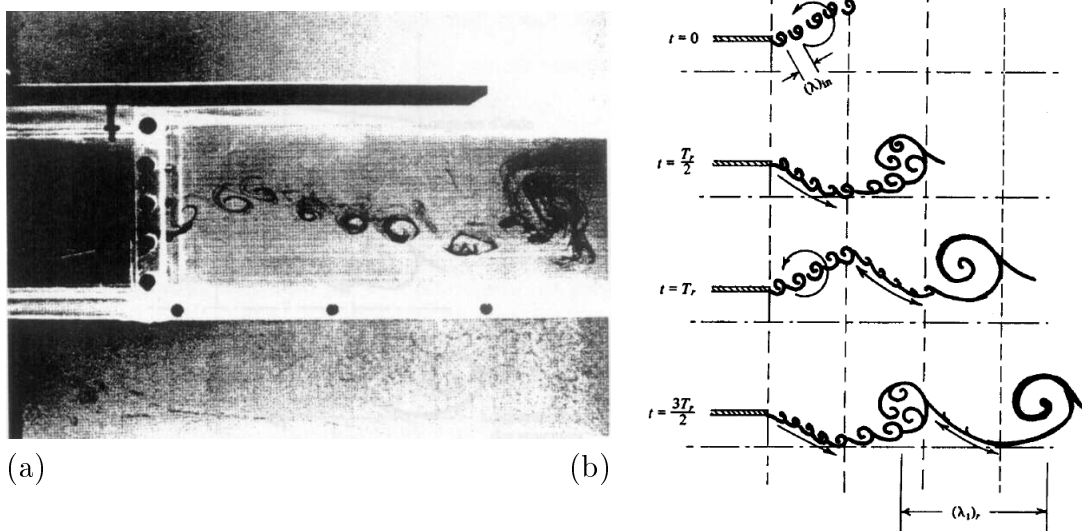 t = 0
(λ)in
t = Tr/2
t = Tr
t = 3Tr/2
(λ1)r
(a)
(b)